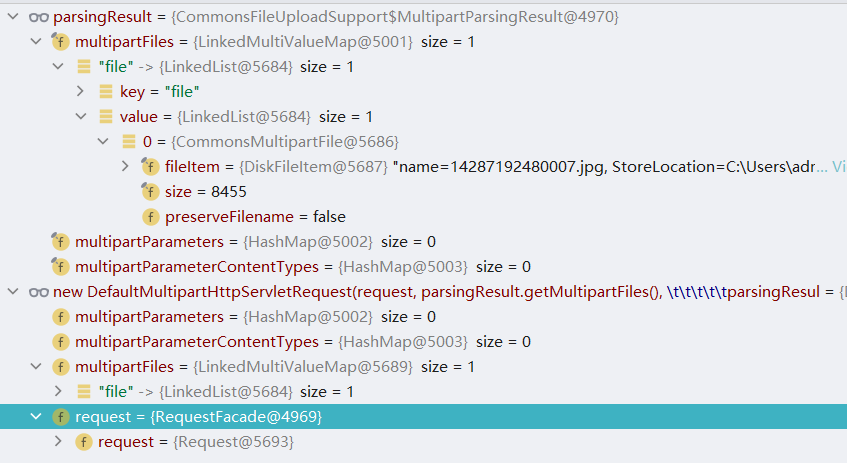 parsingResult = {CommonsFileUploadSupport$MultipartParsingResult@4970}
multipartFiles = {LinkedMultiValueMap@5001} size = 1
"file" -> {LinkedList@5684} size = 1
key = "file"
value = {LinkedList@5684} size = 1
0 = {CommonsMultipartFile@5686}
fileItem = {DiskFileItem@5687} "name=14287192480007.jpg, StoreLocation=C:\Users\adr... Vi
size = 8455
preserveFilename = false
multipartParameters = {HashMap@5002} size = 0
multipartParameterContentTypes = {HashMap@5003} size = 0
new DefaultMultipartHttpServletRequest(request, parsingResult.getMultipartFiles(), \t\t\t\t\tparsingResul = {
multipartParameters = {HashMap@5002} size = 0
multipartParameterContentTypes = {HashMap@5003} size = 0
multipartFiles = {LinkedMultiValueMap@5689} size = 1
"file" -> {LinkedList@5684} size = 1
request = {RequestFacade@4969}
request = {Request@5693}